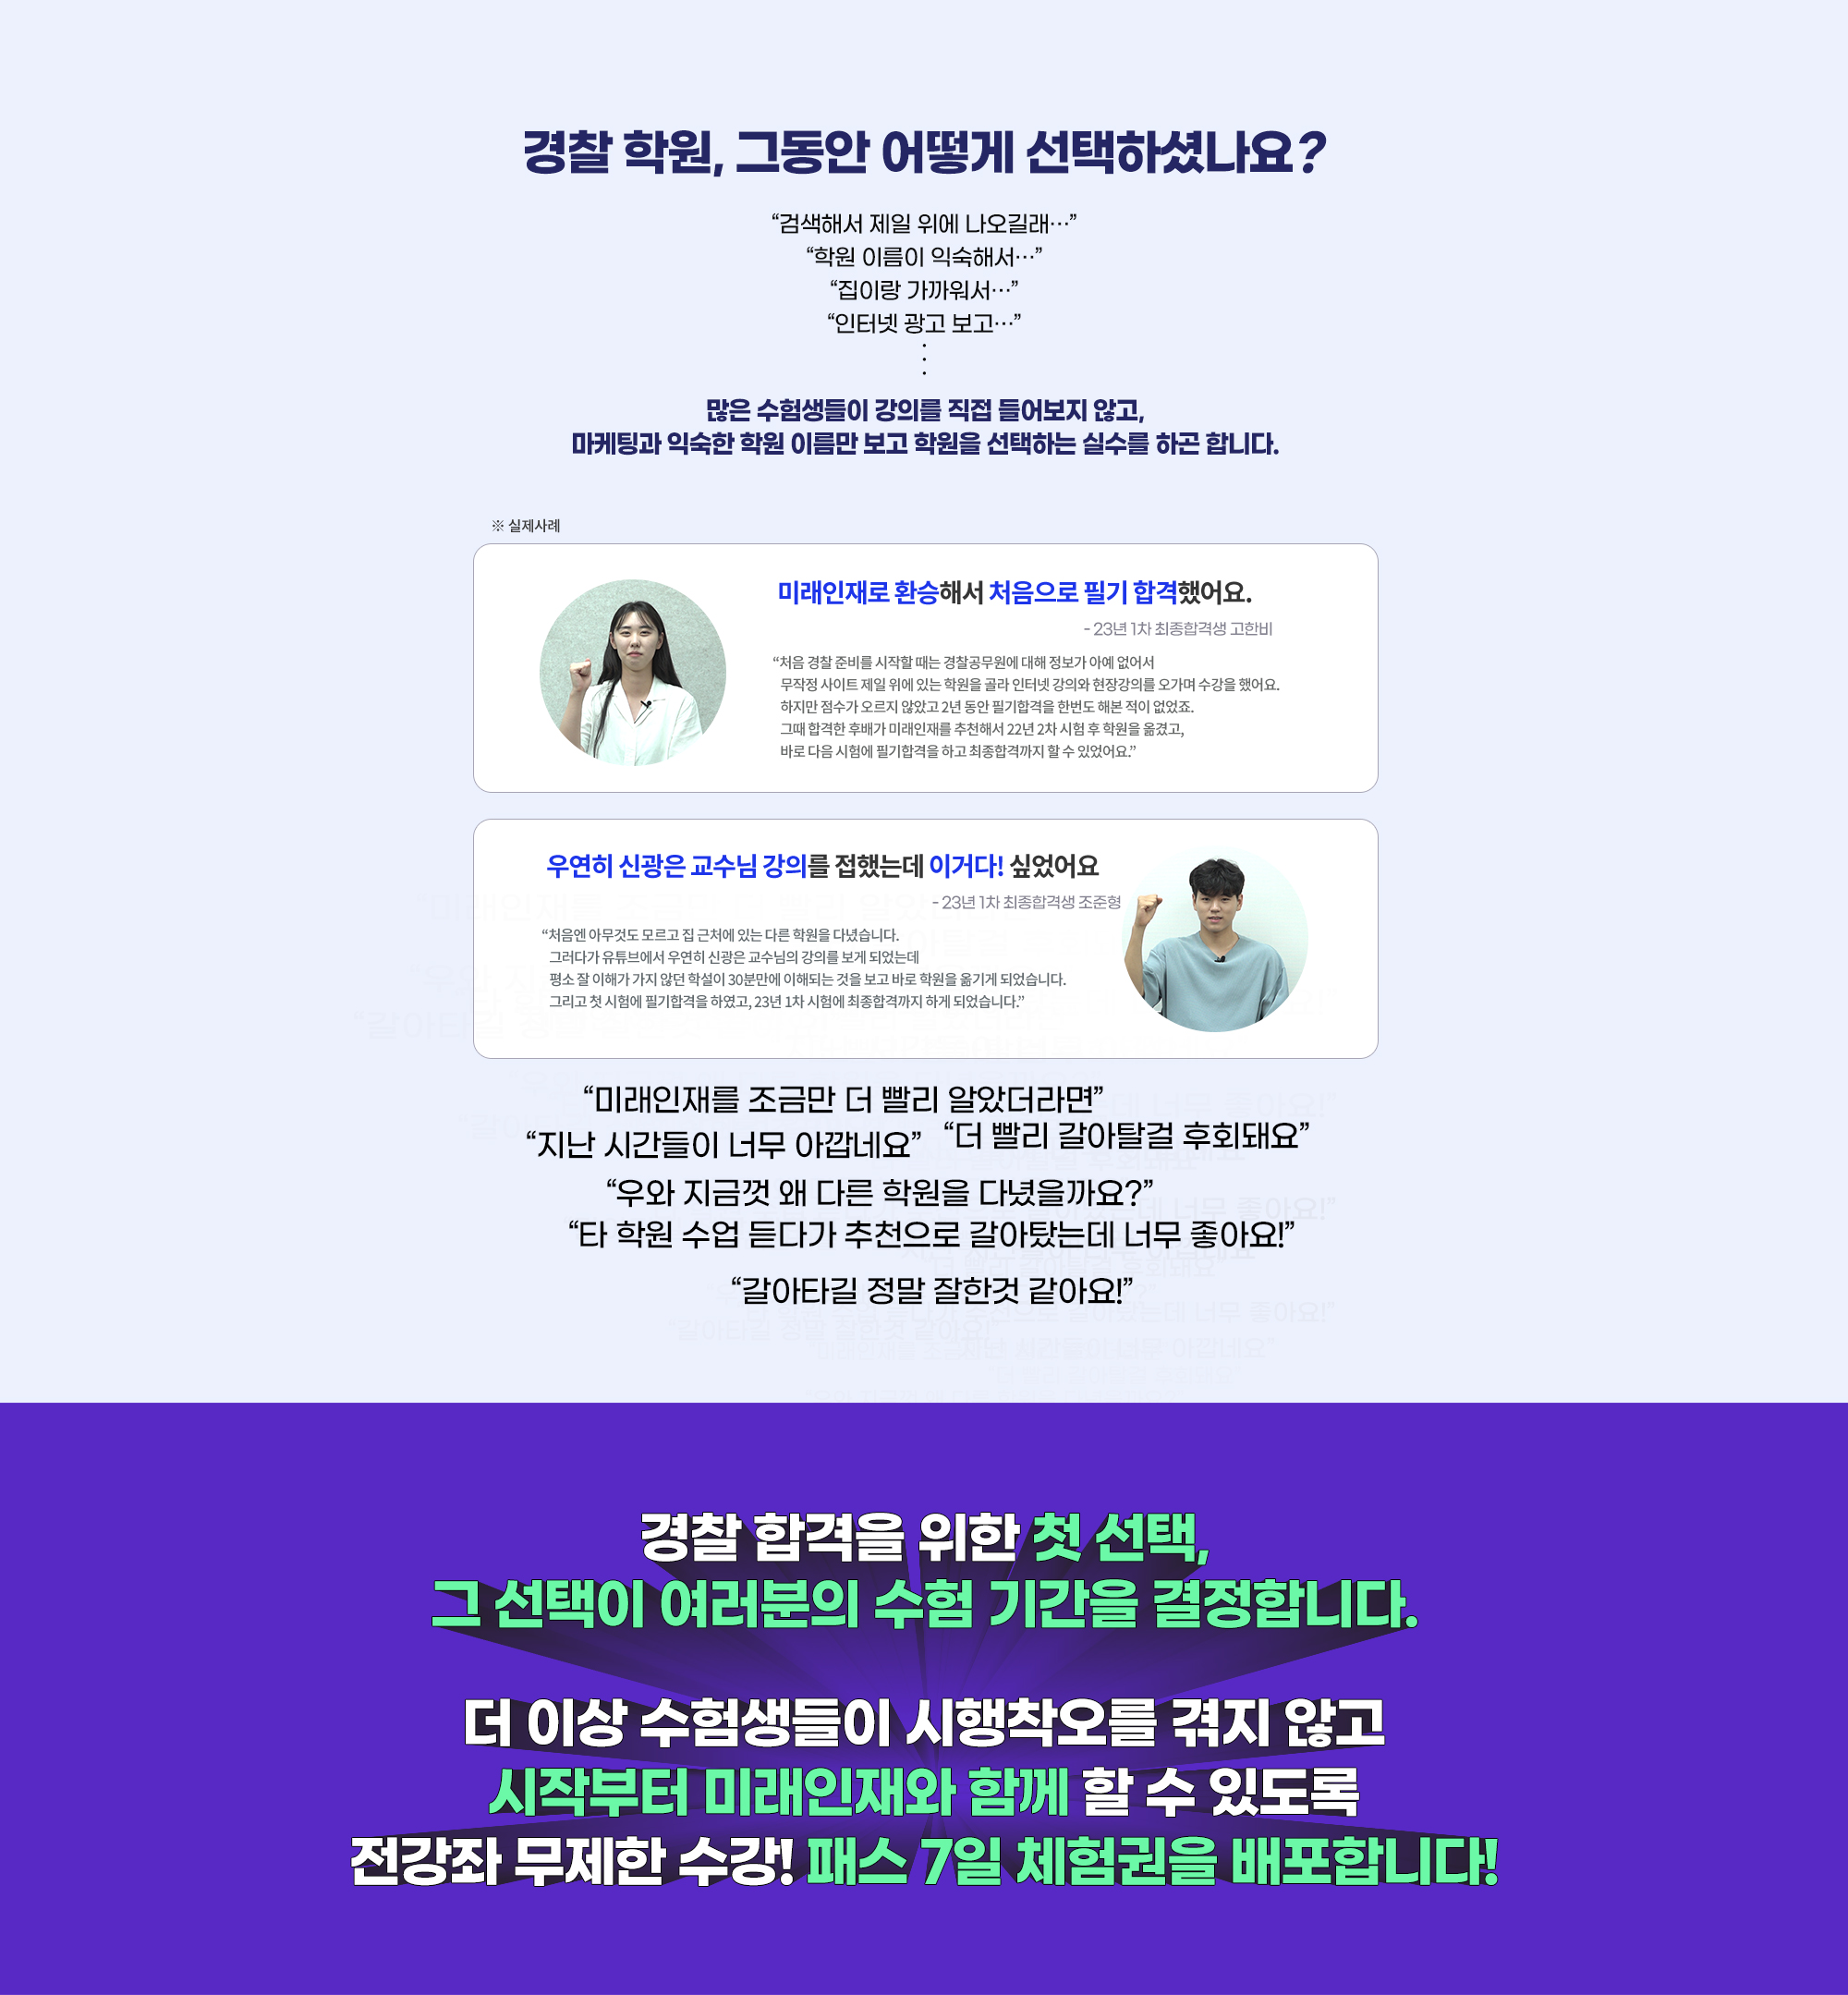 경찰 학원, 그동안 어떻게 선택하셨나요?
“검색해서 제일 위에 나오길래…”
“학원 이름이 익숙해서…”
“집이랑 가까워서…”
“인터넷 광고 보고…”
많은 수험생들이 강의를 직접 들어보지 않고,
마케팅과 익숙한 학원 이름만 보고 학원을 선택하는 실수를 하곤 합니다.
※ 실제사례
미래인재로 환승해서 처음으로 필기 합격했어요.
- 23년 1차 최종합격생 고한비
“처음 경찰 준비를 시작할 때는 경찰공무원에 대해 정보가 아예 없어서
무작정 사이트 제일 위에 있는 학원을 골라 인터넷 강의와 현장강의를 오가며 수강을 했어요.
하지만 점수가 오르지 않았고 2년 동안 필기합격을 한번도 해본 적이 없었죠.
그때 합격한 후배가 미래인재를 추천해서 22년 2차 시험 후 학원을 옮겼고,
바로 다음 시험에 필기합격을 하고 최종합격까지 할 수 있었어요.”
우연히 신광은 교수님 강의를 접했는데 이거다! 싶었어요
- 23년 1차 최종합격생 조준형
“처음엔 아무것도 모르고 집 근처에 있는 다른 학원을 다녔습니다.
그러다가 유튜브에서 우연히 신광은 교수님의 강의를 보게 되었는데
평소 잘 이해가 가지 않던 학설이 30분만에 이해되는 것을 보고 바로 학원을 옮기게 되었습니다.
그리고 첫 시험에 필기합격을 하였고, 23년 1차 시험에 최종합격까지 하게 되었습니다.”
“미래인재를 조금만 더 빨리 알았더라면”
“지난 시간들이 너무 아깝네요”
“더 빨리 갈아탈걸 후회돼요”
“우와 지금껏 왜 다른 학원을 다녔을까요?”
“타 학원 수업 듣다가 추천으로 갈아탔는데 너무 좋아요!”
“갈아타길 정말 잘한것 같아요!”
경찰 합격을 위한 첫 선택,
그 선택이 여러분의 수험 기간을 결정합니다.
더 이상 수험생들이 시행착오를 겪지 않고
시작부터 미래인재와 함께 할 수 있도록
전강좌 무제한 수강! 패스 7일 체험권을 배포합니다!